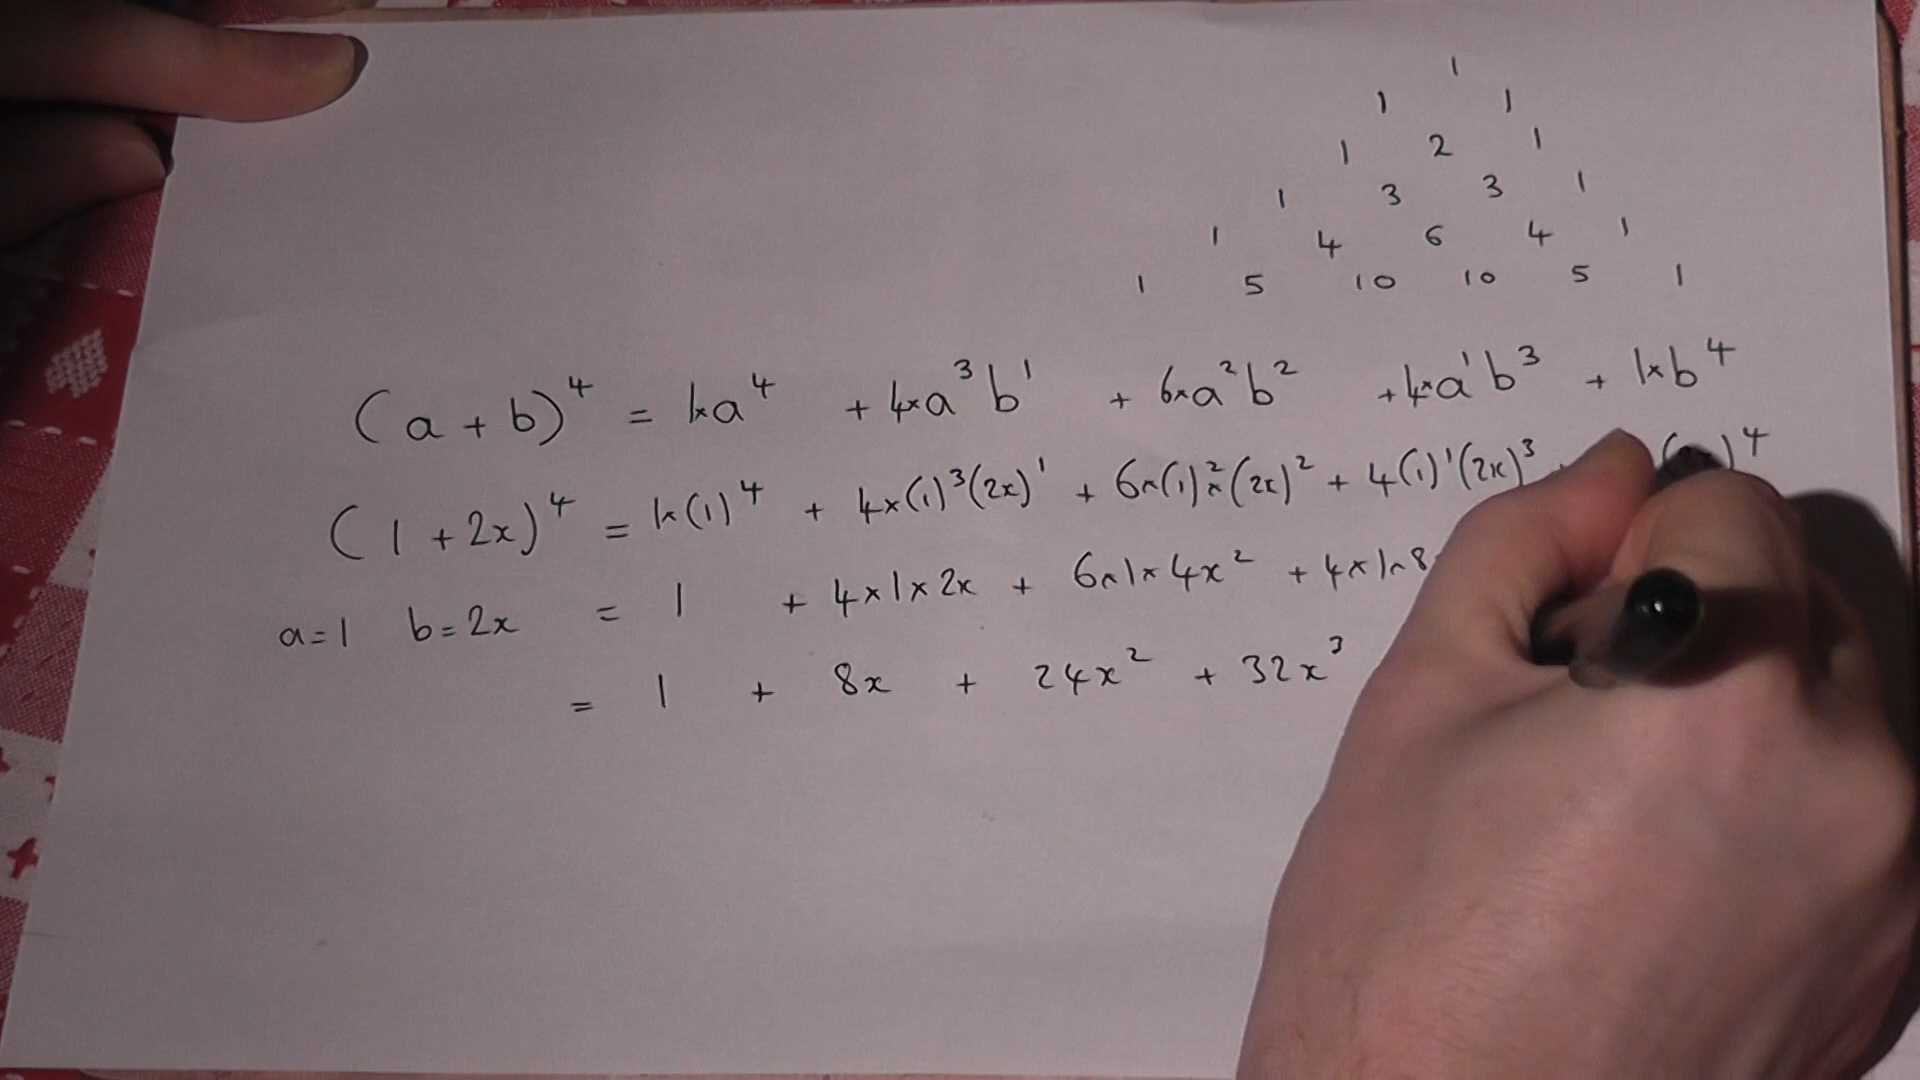 1
1 1
1 2 1
1 3 3 1
1 4 6 4 1
1 5 10 10 5 1
(a + b)⁴ = 1×a⁴ + 4×a³b¹ + 6×a²b² + 4×a¹b³ + 1×b⁴
(1 + 2x)⁴ = 1×(1)⁴ + 4×(1)³(2x)¹ + 6×(1)²×(2x)² + 4(1)¹(2x)³ ( )⁴
a=1 b=2x = 1 + 4×1×2x + 6×1×4x² + 4×1×8
= 1 + 8x + 24x² + 32x³